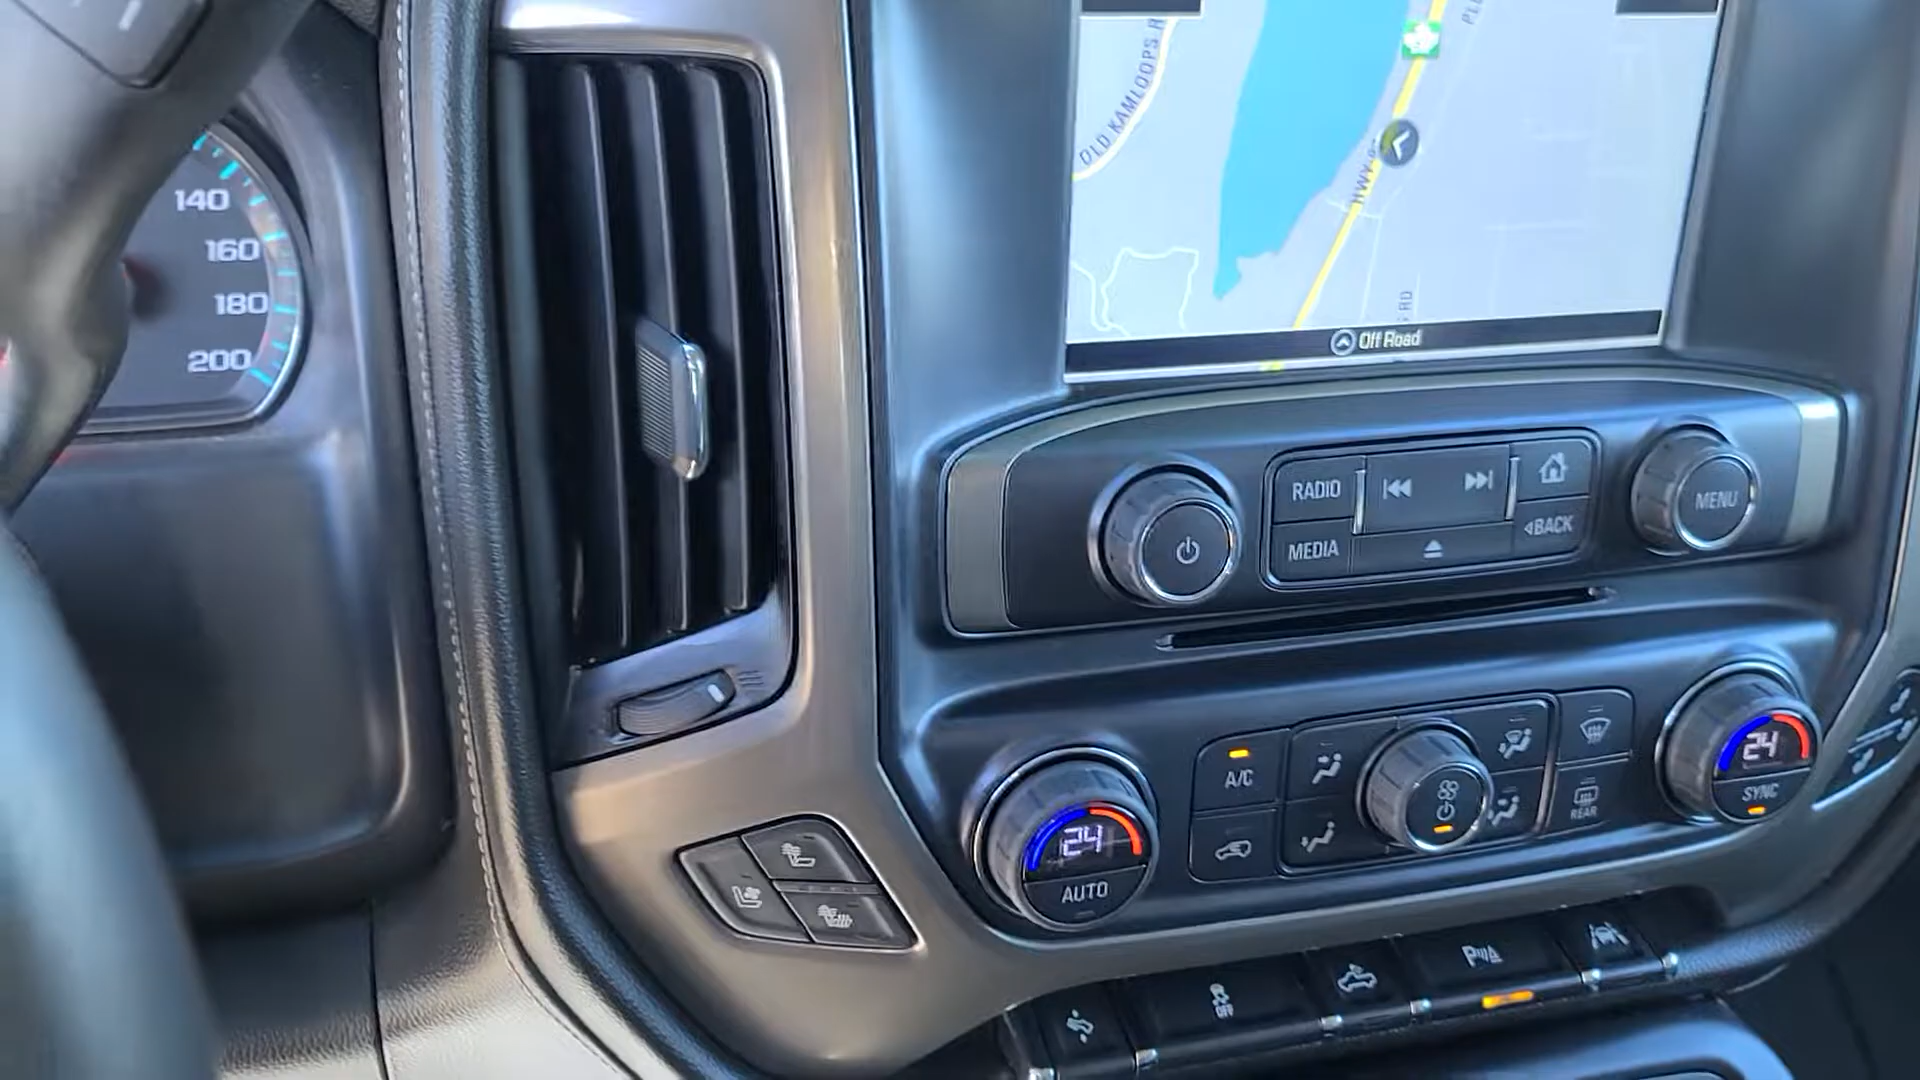 140
160
180
200
OLD KAMLOOPS R
HWY
RD
Off Road
RADIO
MEDIA
BACK
MENU
A/C
24
AUTO
REAR
24
SYNC
OFF
P